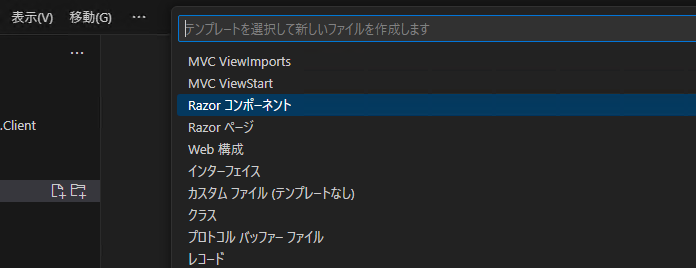 表示(V) 移動(G) ...
テンプレートを選択して新しいファイルを作成します
...
MVC ViewImports
MVC ViewStart
Razor コンポーネント
.Client
Razor ページ
Web 構成
インターフェイス
カスタム ファイル (テンプレートなし)
クラス
プロトコル バッファー ファイル
レコード